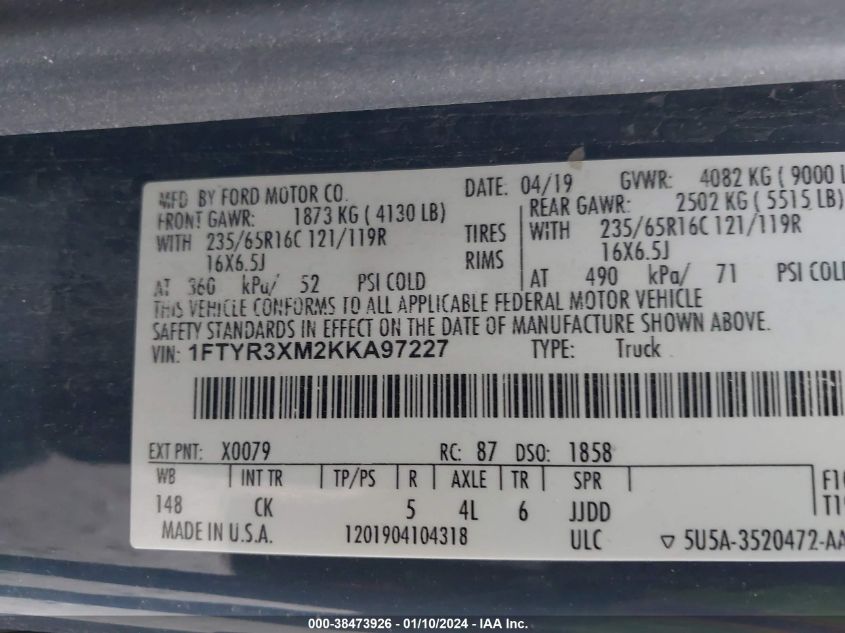 MFD BY FORD MOTOR CO. DATE: 04/19 GVWR: 4082 KG ( 9000 L
FRONT GAWR: 1873 KG ( 4130 LB) REAR GAWR: 2502 KG ( 5515 LB)
WITH 235/65R16C 121/119R TIRES WITH 235/65R16C 121/119R
16X6.5J RIMS 16X6.5J
AT 360 kPa/ 52 PSI COLD AT 490 kPa/ 71 PSI COLD
THIS VEHICLE CONFORMS TO ALL APPLICABLE FEDERAL MOTOR VEHICLE
SAFETY STANDARDS IN EFFECT ON THE DATE OF MANUFACTURE SHOWN ABOVE.
VIN: 1FTYR3XM2KKA97227 TYPE: Truck
EXT PNT: X0079 RC: 87 DSO: 1858
WB INT TR TP/PS R AXLE TR SPR
148 CK 5 4L 6 JJDD
MADE IN U.S.A. 1201904104318 ULC 5U5A-3520472-AA
F1
T1
000-38473926 - 01/10/2024 - IAA Inc.